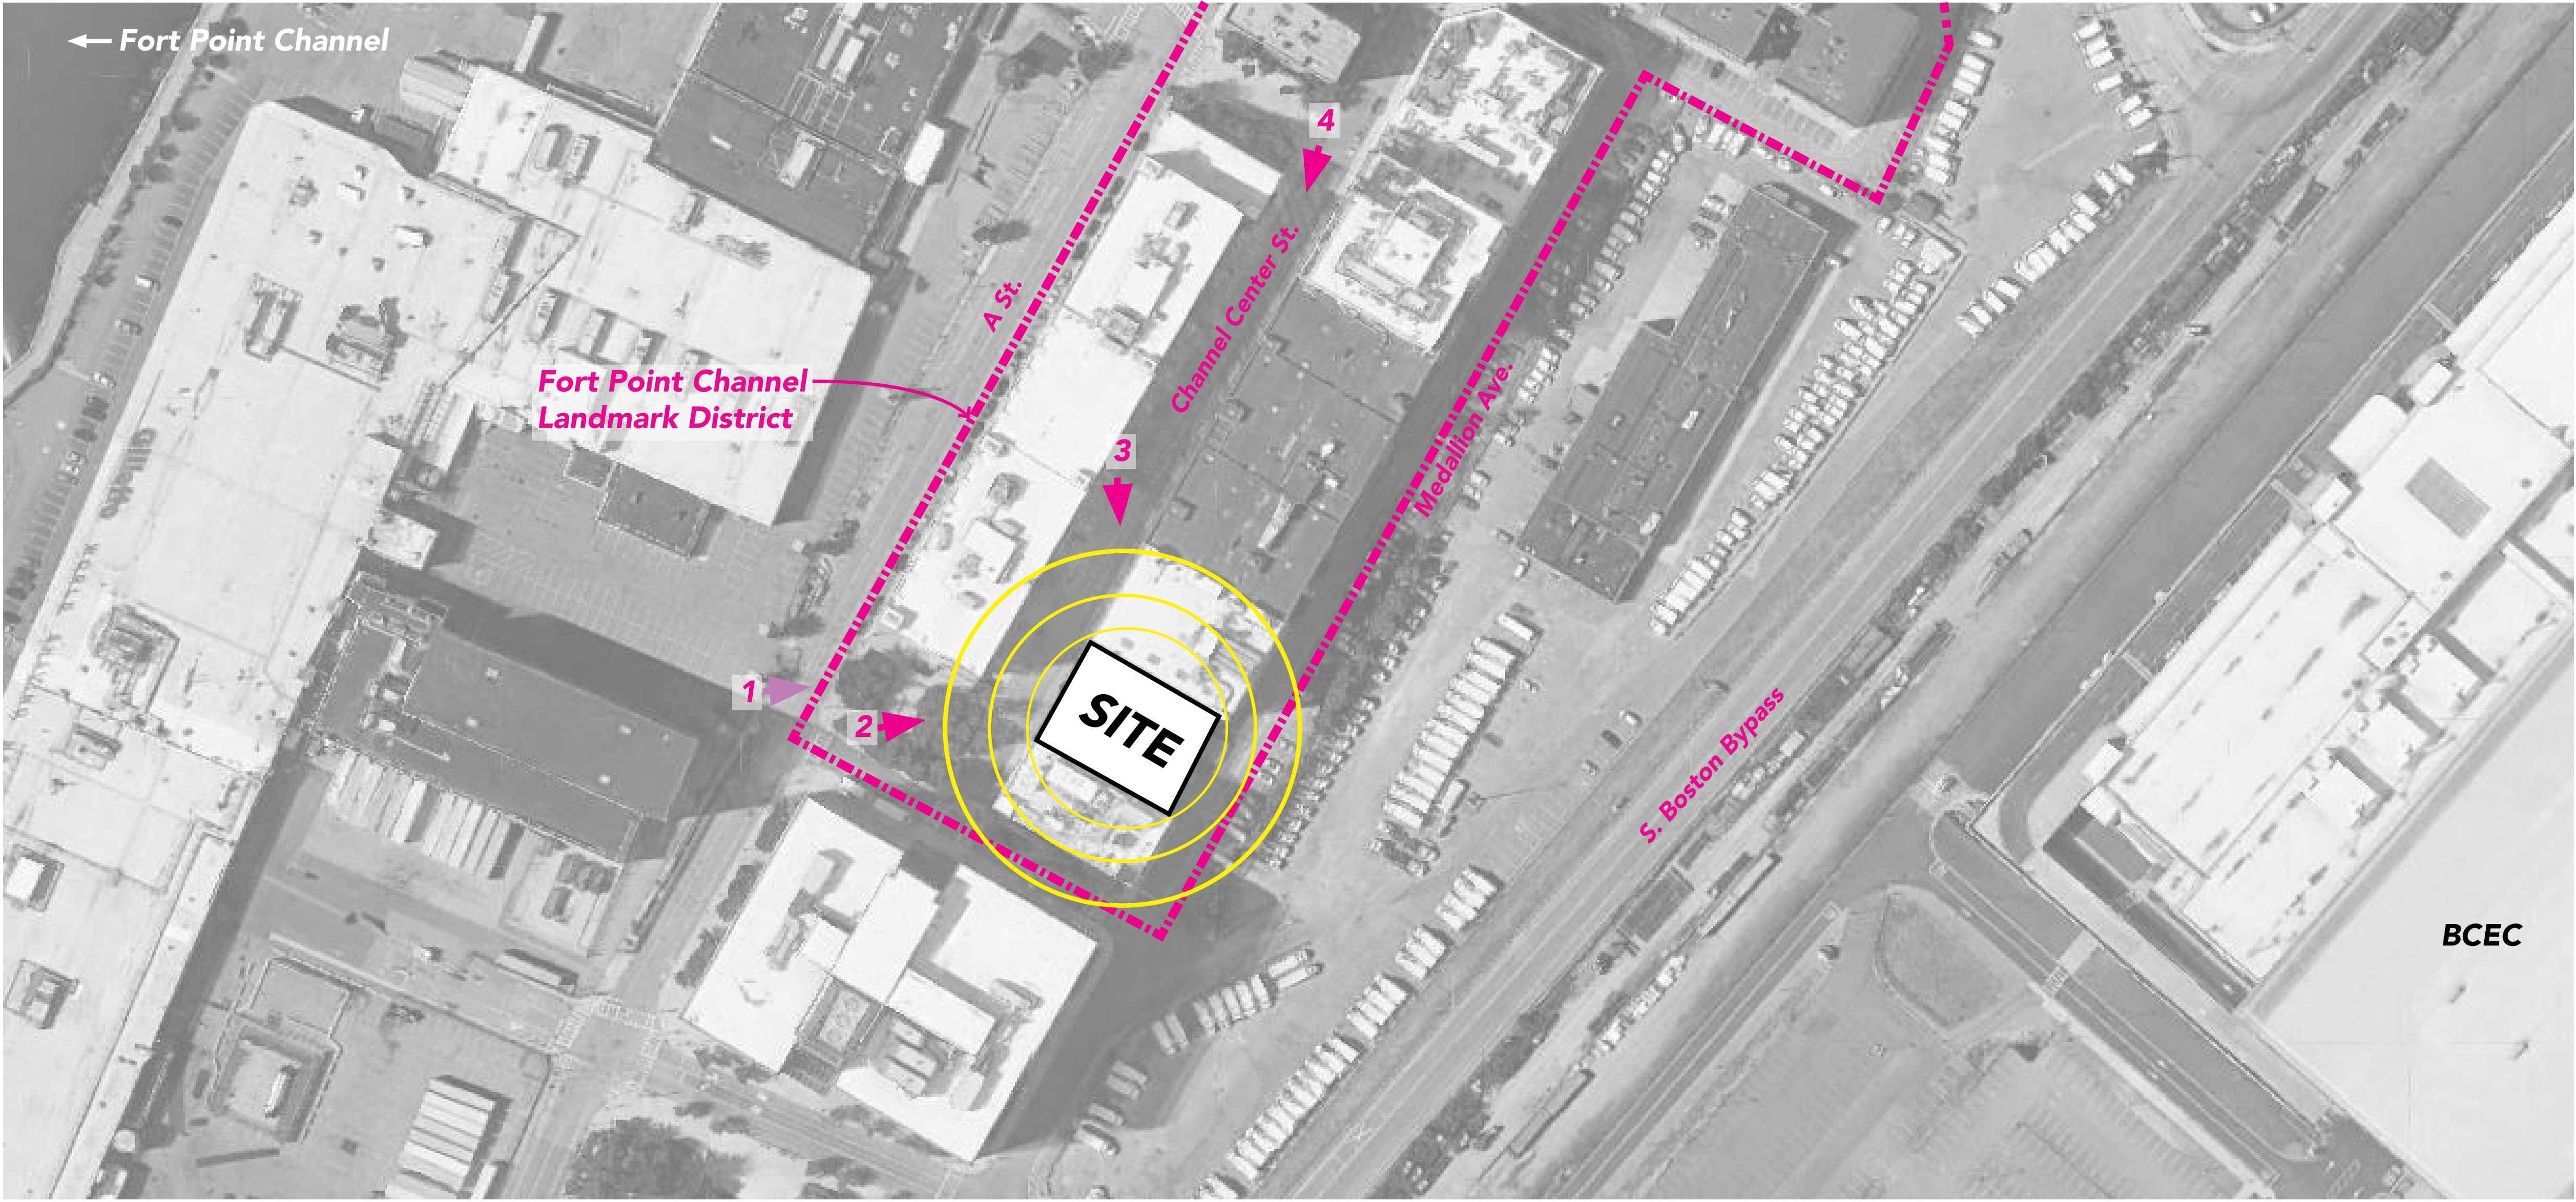 ← Fort Point Channel
4
A St.
Channel Center St.
Fort Point Channel
Landmark District
Medallion Ave.
3
1
2
SITE
S. Boston Bypass
BCEC